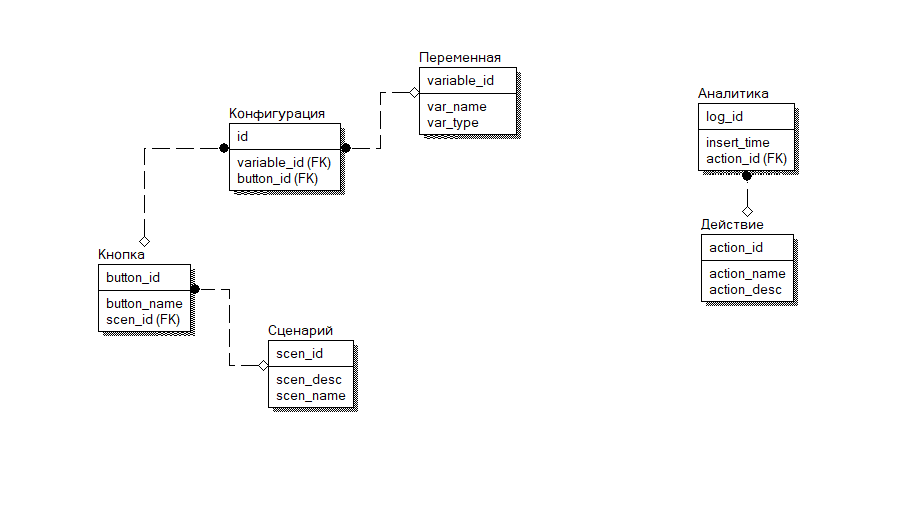 Переменная
variable_id
var_name
var_type
Конфигурация
id
variable_id (FK)
button_id (FK)
Кнопка
button_id
button_name
scen_id (FK)
Сценарий
scen_id
scen_desc
scen_name
Аналитика
log_id
insert_time
action_id (FK)
Действие
action_id
action_name
action_desc